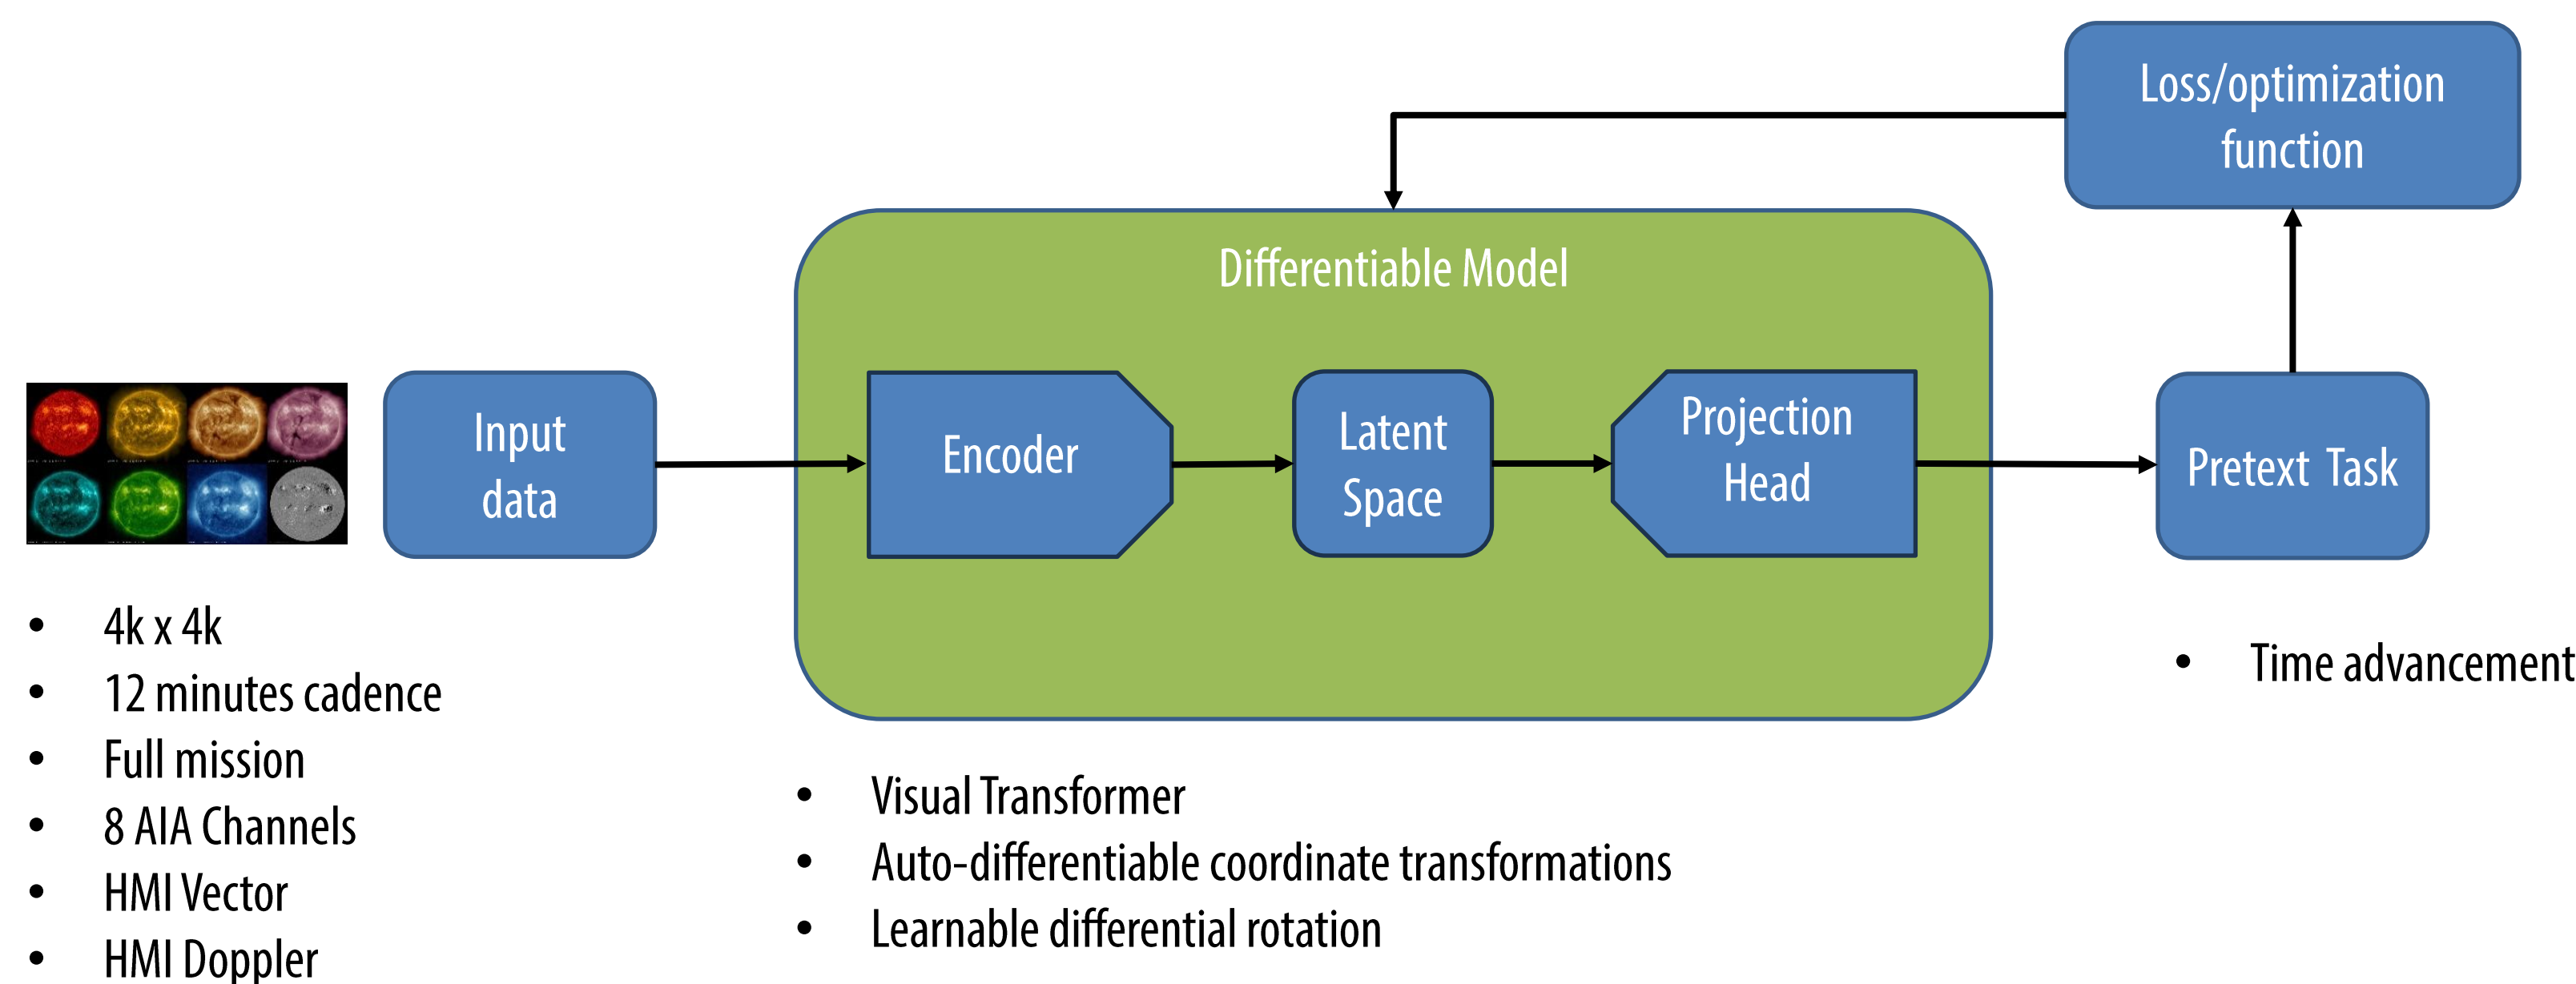 Loss/optimization
function
Differentiable Model
Input
data
Encoder
Latent
Space
Projection
Head
Pretext Task
• 4k x 4k
• 12 minutes cadence
• Full mission
• 8 AIA Channels
• HMI Vector
• HMI Doppler
• Visual Transformer
• Auto-differentiable coordinate transformations
• Learnable differential rotation
• Time advancement